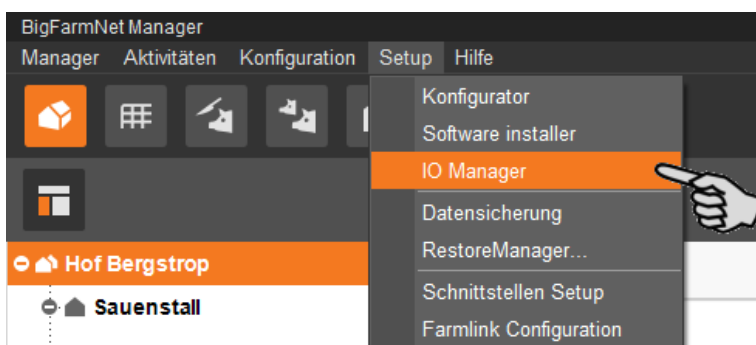 BigFarmNet Manager
Manager Aktivitäten Konfiguration Setup Hilfe
Konfigurator
Software installer
IO Manager
Datensicherung
RestoreManager...
Schnittstellen Setup
Farmlink Configuration
Hof Bergstrop
Sauenstall